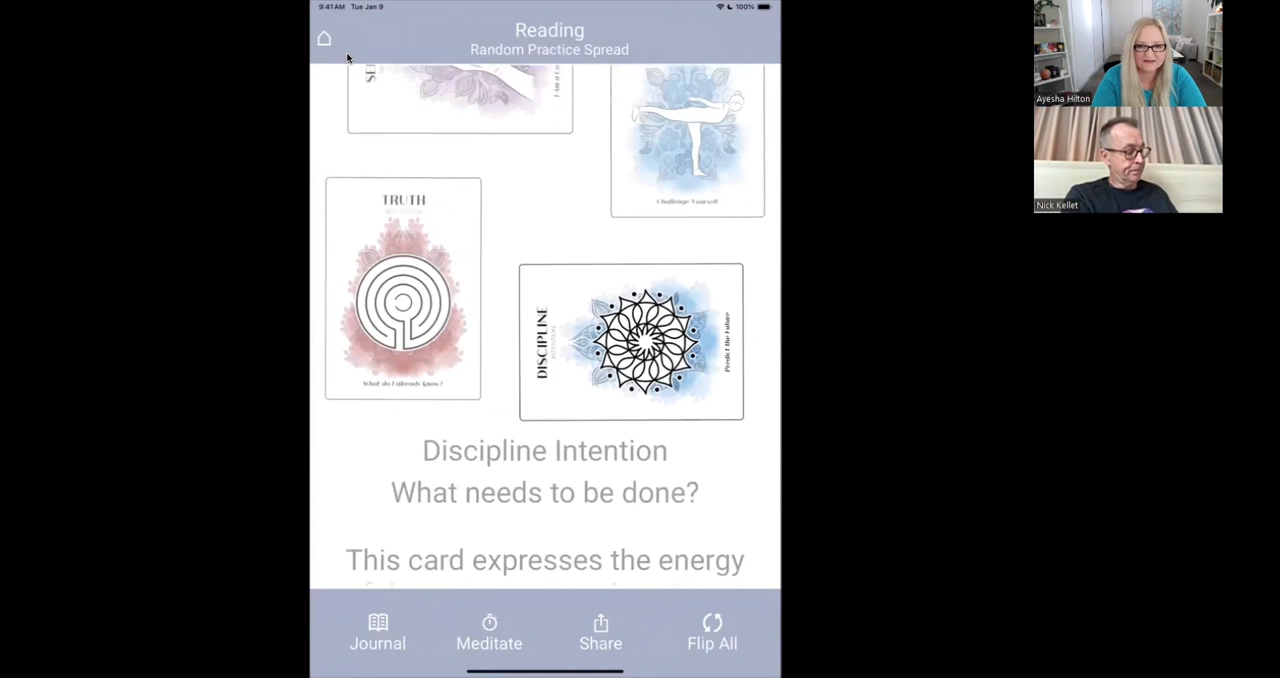 9:41 AM Tue Jan 9
100%
Reading
Random Practice Spread
Challenge Yourself
TRUTH
What do I already know?
DISCIPLINE
INTENTION
Predict the Future
Discipline Intention
What needs to be done?
This card expresses the energy
Journal
Meditate
Share
Flip All
Ayesha Hilton
Nick Kellet